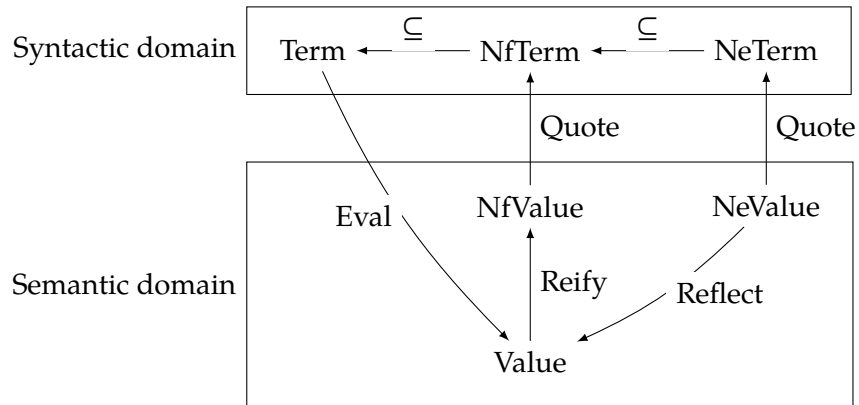 ⊆ ⊆
Syntactic domain Term NfTerm NeTerm
Quote Quote
Eval NfValue NeValue
Semantic domain Reify Reflect
Value